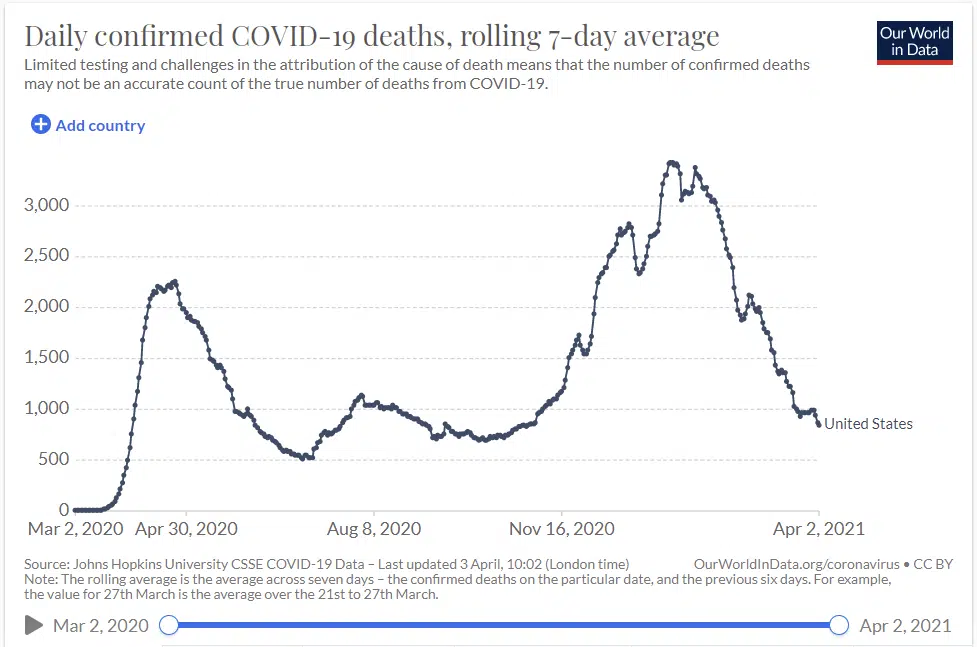 Daily confirmed COVID-19 deaths, rolling 7-day average
Limited testing and challenges in the attribution of the cause of death means that the number of confirmed deaths
may not be an accurate count of the true number of deaths from COVID-19.
Our World
in Data
Add country
3,000
2,500
2,000
1,500
1,000
500
0
United States
Mar 2, 2020 Apr 30, 2020 Aug 8, 2020 Nov 16, 2020 Apr 2, 2021
Source: Johns Hopkins University CSSE COVID-19 Data – Last updated 3 April, 10:02 (London time) OurWorldInData.org/coronavirus • CC BY
Note: The rolling average is the average across seven days – the confirmed deaths on the particular date, and the previous six days. For example,
the value for 27th March is the average over the 21st to 27th March.
Mar 2, 2020 Apr 2, 2021